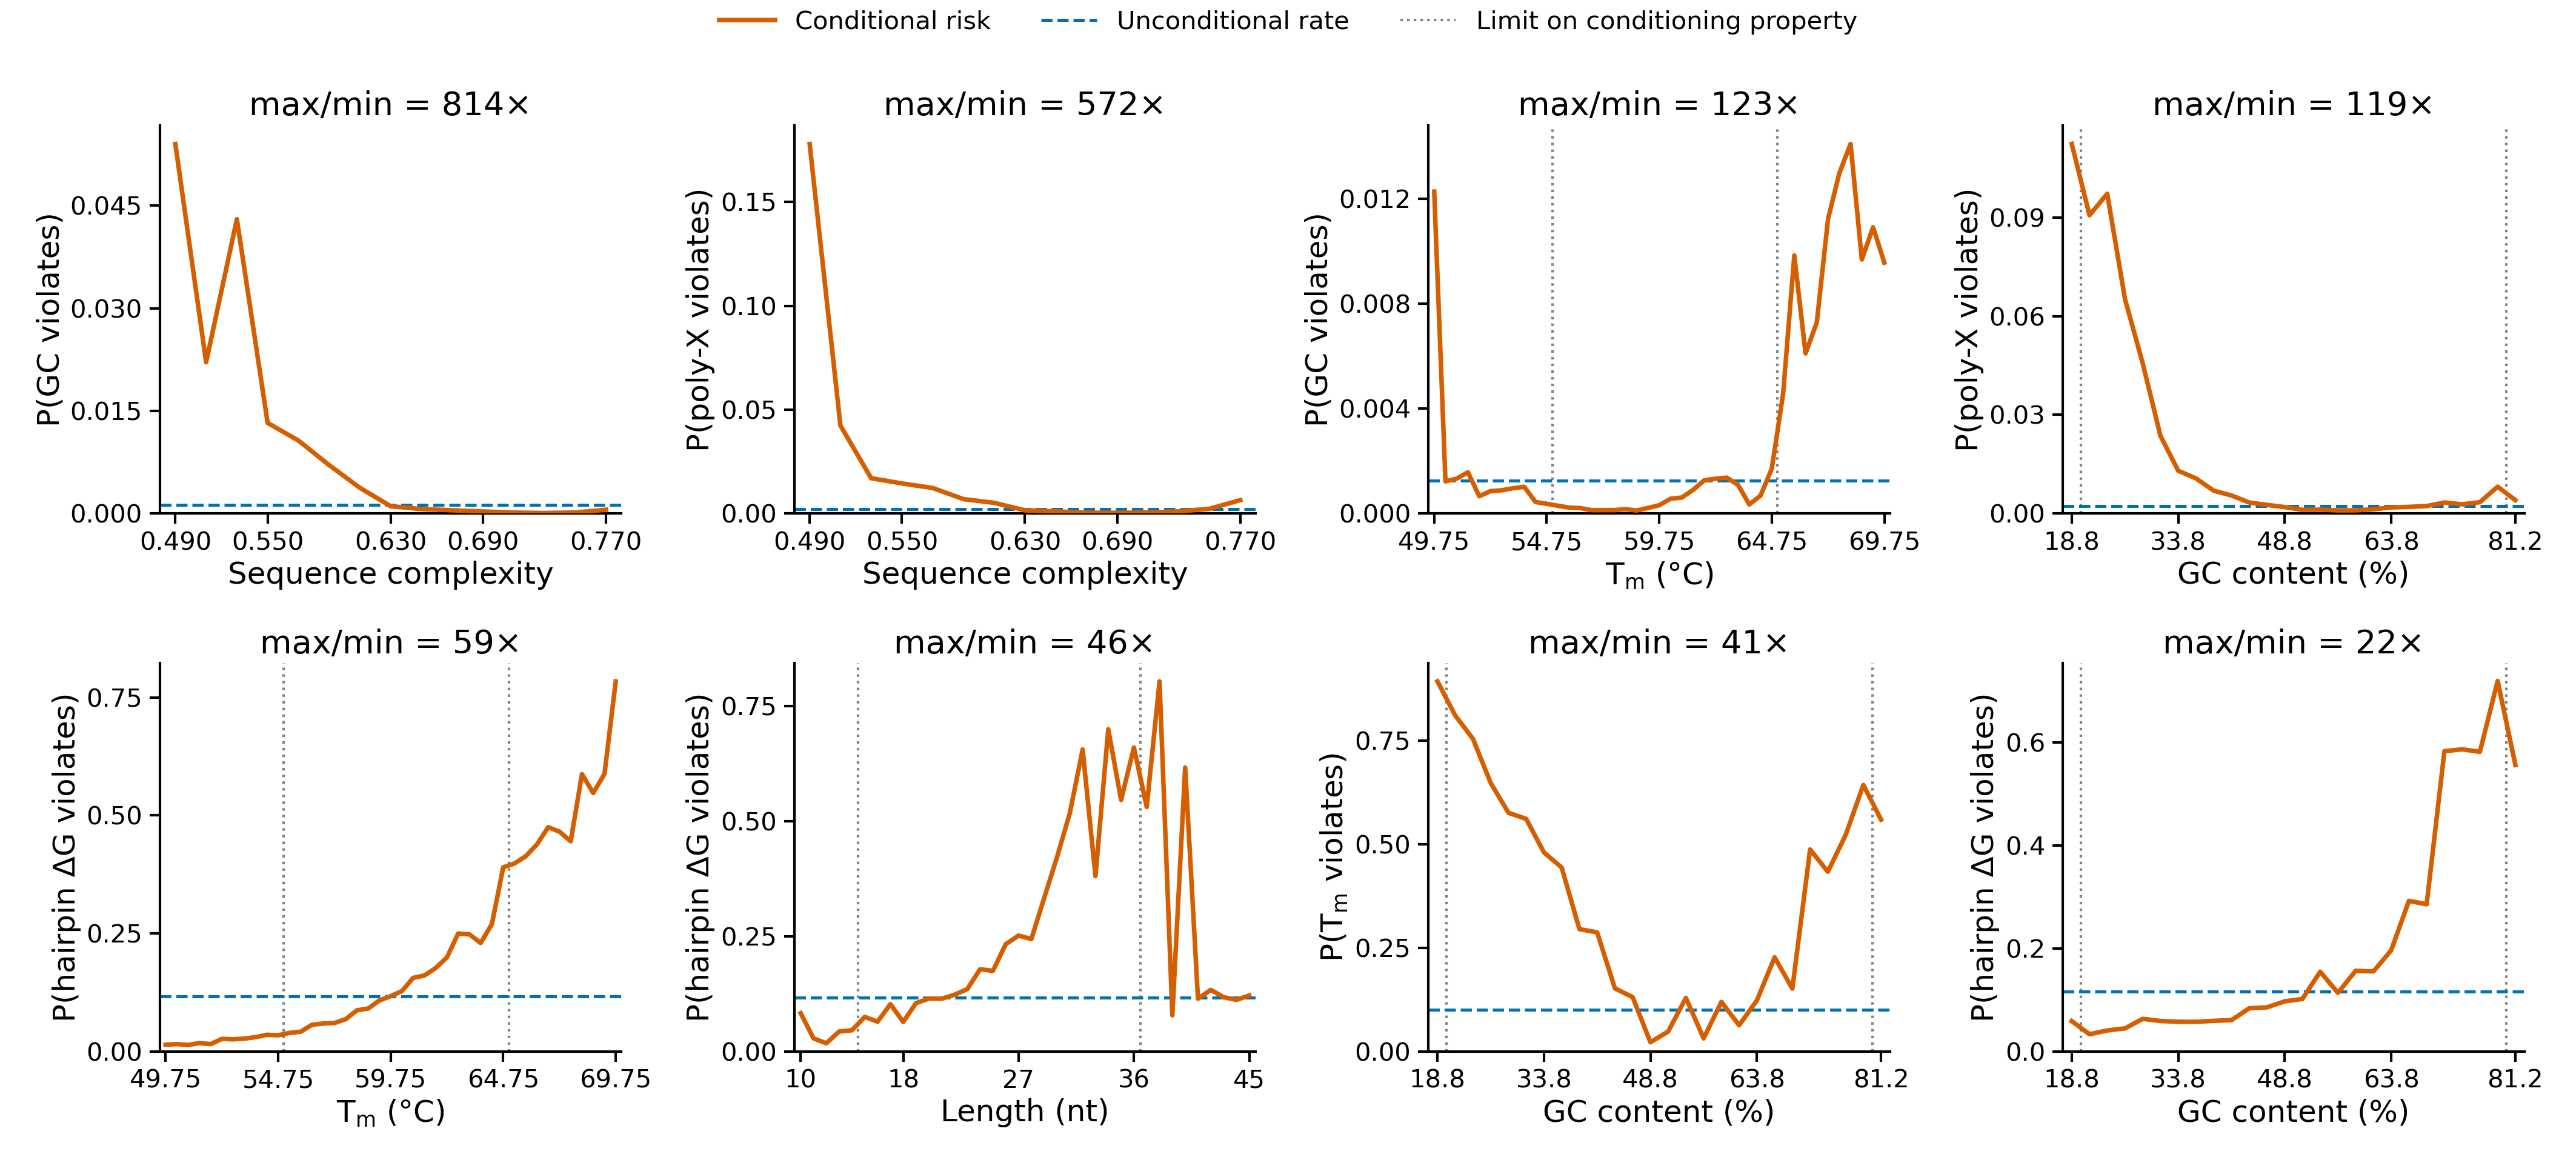 Conditional risk Unconditional rate Limit on conditioning property
max/min = 814×
P(GC violates)
0.045
0.030
0.015
0.000
0.490 0.550 0.630 0.690 0.770
Sequence complexity
max/min = 572×
P(poly-X violates)
0.15
0.10
0.05
0.00
0.490 0.550 0.630 0.690 0.770
Sequence complexity
max/min = 123×
P(GC violates)
0.012
0.008
0.004
0.000
49.75 54.75 59.75 64.75 69.75
Tm (°C)
max/min = 119×
P(poly-X violates)
0.09
0.06
0.03
0.00
18.8 33.8 48.8 63.8 81.2
GC content (%)
max/min = 59×
P(hairpin ΔG violates)
0.75
0.50
0.25
0.00
49.75 54.75 59.75 64.75 69.75
Tm (°C)
max/min = 46×
P(hairpin ΔG violates)
0.75
0.50
0.25
0.00
10 18 27 36 45
Length (nt)
max/min = 41×
P(Tm violates)
0.75
0.50
0.25
0.00
18.8 33.8 48.8 63.8 81.2
GC content (%)
max/min = 22×
P(hairpin ΔG violates)
0.6
0.4
0.2
0.0
18.8 33.8 48.8 63.8 81.2
GC content (%)